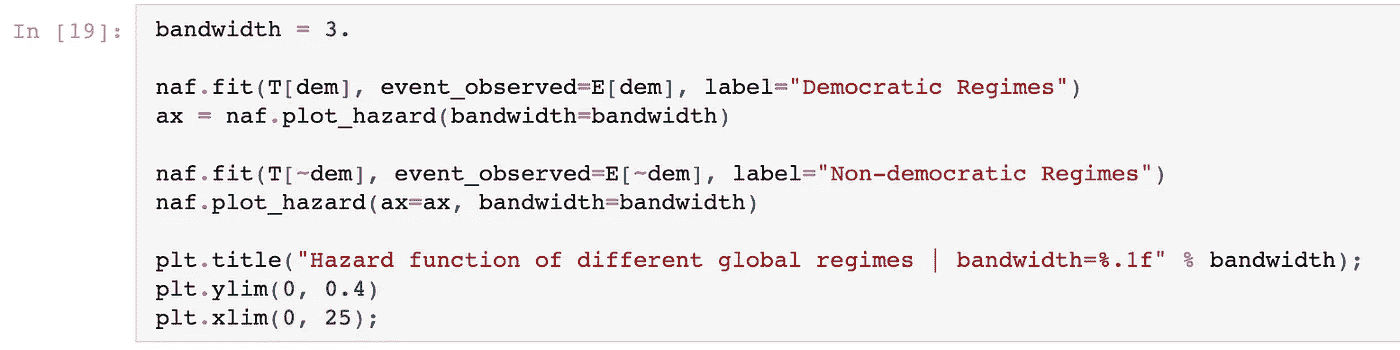 In [19]: bandwidth = 3.
naf.fit(T[dem], event_observed=E[dem], label="Democratic Regimes")
ax = naf.plot_hazard(bandwidth=bandwidth)
naf.fit(T[~dem], event_observed=E[~dem], label="Non-democratic Regimes")
naf.plot_hazard(ax=ax, bandwidth=bandwidth)
plt.title("Hazard function of different global regimes | bandwidth=%.1f" % bandwidth);
plt.ylim(0, 0.4)
plt.xlim(0, 25);